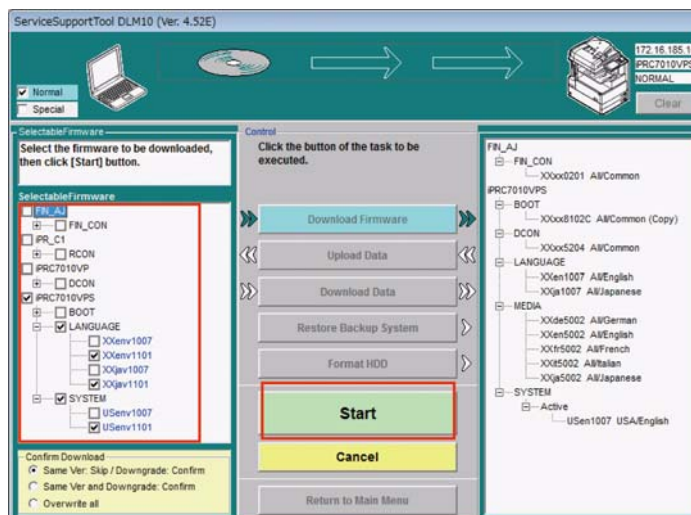 ServiceSupportTool DLM10 (Ver. 4.52E)
172.16.185.1
iPRC7010VPS
NORMAL
Normal
Special
Clear
SelectableFirmware
Select the firmware to be downloaded,
then click [Start] button.
SelectableFirmware
FIN_AJ
FIN_CON
iPR_C1
RCON
iPRC7010VP
DCON
iPRC7010VPS
BOOT
LANGUAGE
XXenv1007
XXenv1101
XXjav1007
XXjav1101
SYSTEM
USenv1007
USenv1101
Confirm Download
Same Ver: Skip / Downgrade: Confirm
Same Ver and Downgrade: Confirm
Overwrite all
Control
Click the button of the task to be
executed.
Download Firmware
Upload Data
Download Data
Restore Backup System
Format HDD
Start
Cancel
Return to Main Menu
FIN_AJ
FIN_CON
XXxx0201 All/Common
iPRC7010VPS
BOOT
XXxx8102C All/Common (Copy)
DCON
XXxx5204 All/Common
LANGUAGE
XXen1007 All/English
XXja1007 All/Japanese
MEDIA
XXde5002 All/German
XXen5002 All/English
XXfr5002 All/French
XXit5002 All/Italian
XXja5002 All/Japanese
SYSTEM
Active
USen1007 USA/English